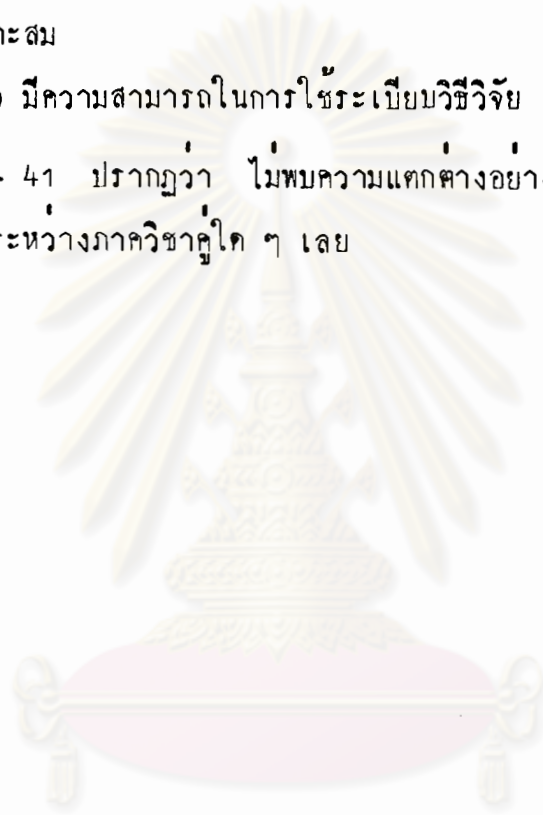 าะสม
) มีความสามารถในการใช้ระเบียบวิธีวิจัย
- 41 ปรากฏว่า ไม่พบความแตกต่างอย่า
ระหว่างภาควิชาคู่ใด ๆ เลย